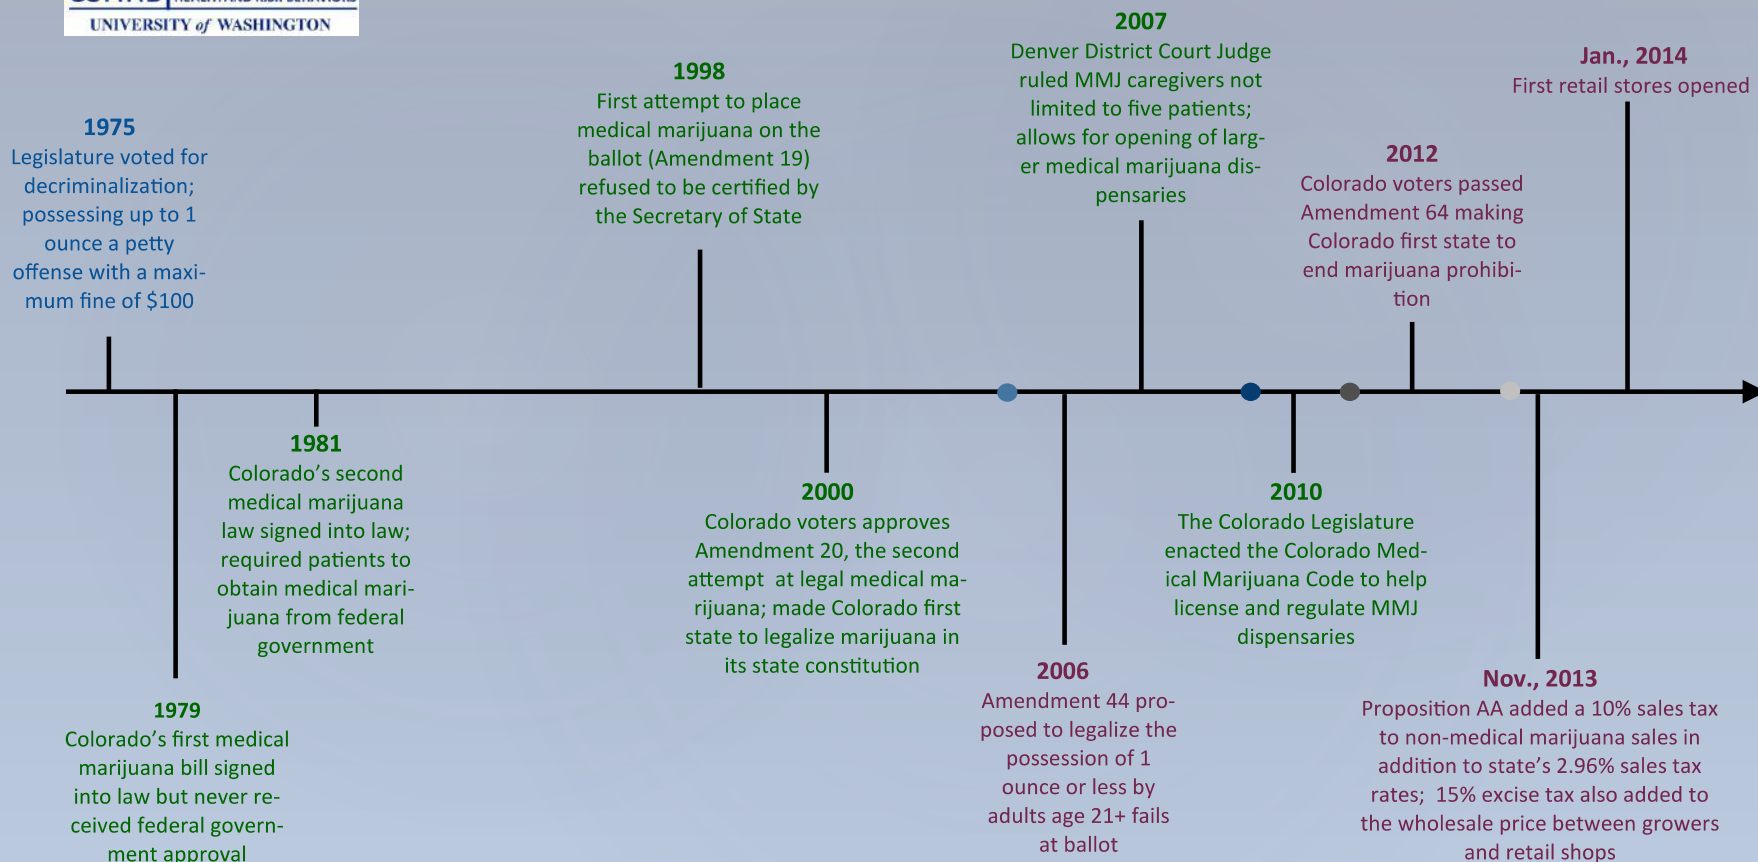 UNIVERSITY of WASHINGTON
1975
Legislature voted for
decriminalization;
possessing up to 1
ounce a petty
offense with a maxi-
mum fine of $100
1979
Colorado’s first medical
marijuana bill signed
into law but never re-
ceived federal govern-
ment approval
1981
Colorado’s second
medical marijuana
law signed into law;
required patients to
obtain medical mari-
juana from federal
government
1998
First attempt to place
medical marijuana on the
ballot (Amendment 19)
refused to be certified by
the Secretary of State
2000
Colorado voters approves
Amendment 20, the second
attempt  at legal medical ma-
rijuana; made Colorado first
state to legalize marijuana in
its state constitution
2006
Amendment 44 pro-
posed to legalize the
possession of 1
ounce or less by
adults age 21+ fails
at ballot
2007
Denver District Court Judge
ruled MMJ caregivers not
limited to five patients;
allows for opening of larg-
er medical marijuana dis-
pensaries
2010
The Colorado Legislature
enacted the Colorado Med-
ical Marijuana Code to help
license and regulate MMJ
dispensaries
2012
Colorado voters passed
Amendment 64 making
Colorado first state to
end marijuana prohibi-
tion
Nov., 2013
Proposition AA added a 10% sales tax
to non-medical marijuana sales in
addition to state’s 2.96% sales tax
rates;  15% excise tax also added to
the wholesale price between growers
and retail shops
Jan., 2014
First retail stores opened